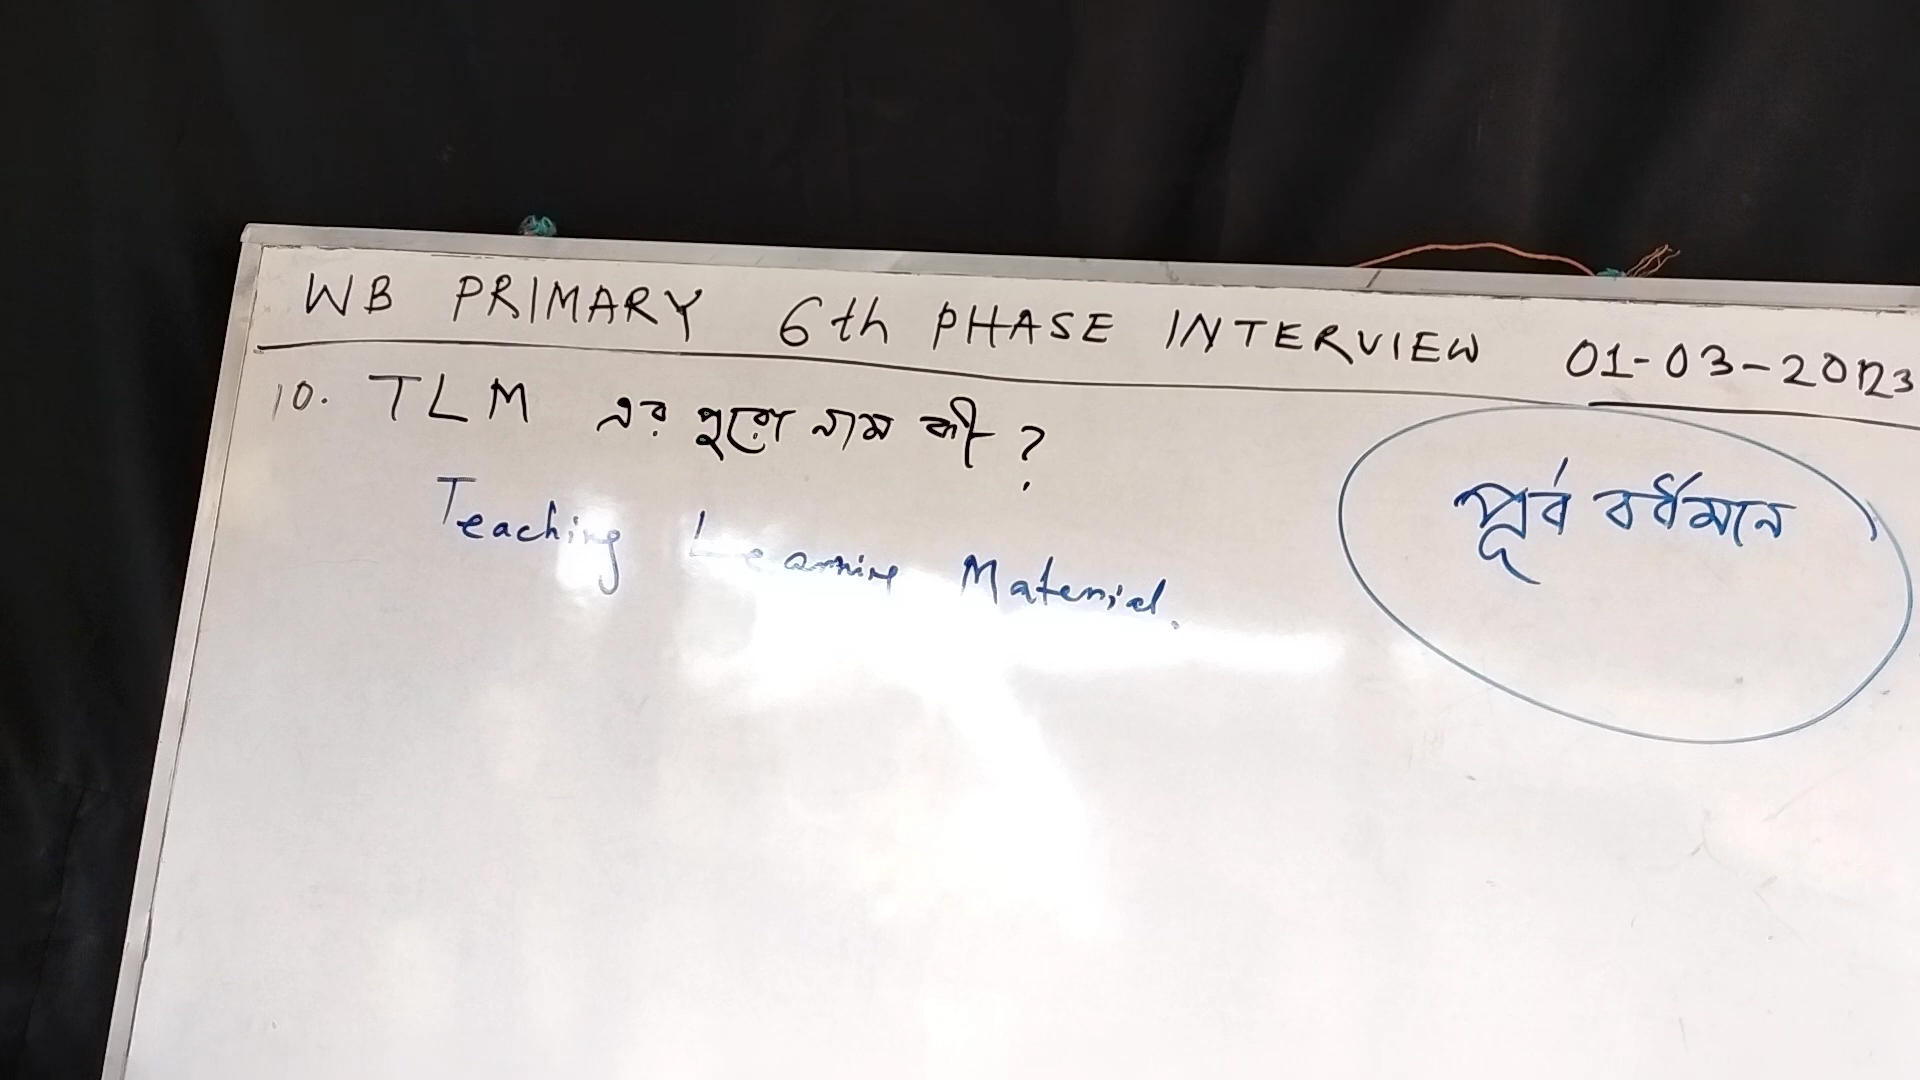 WB PRIMARY 6th PHASE INTERVIEW 01-03-2023
10. TLM এর পুরো নাম কী ?
Teaching Learning Material.
পূর্ব বর্ধমান